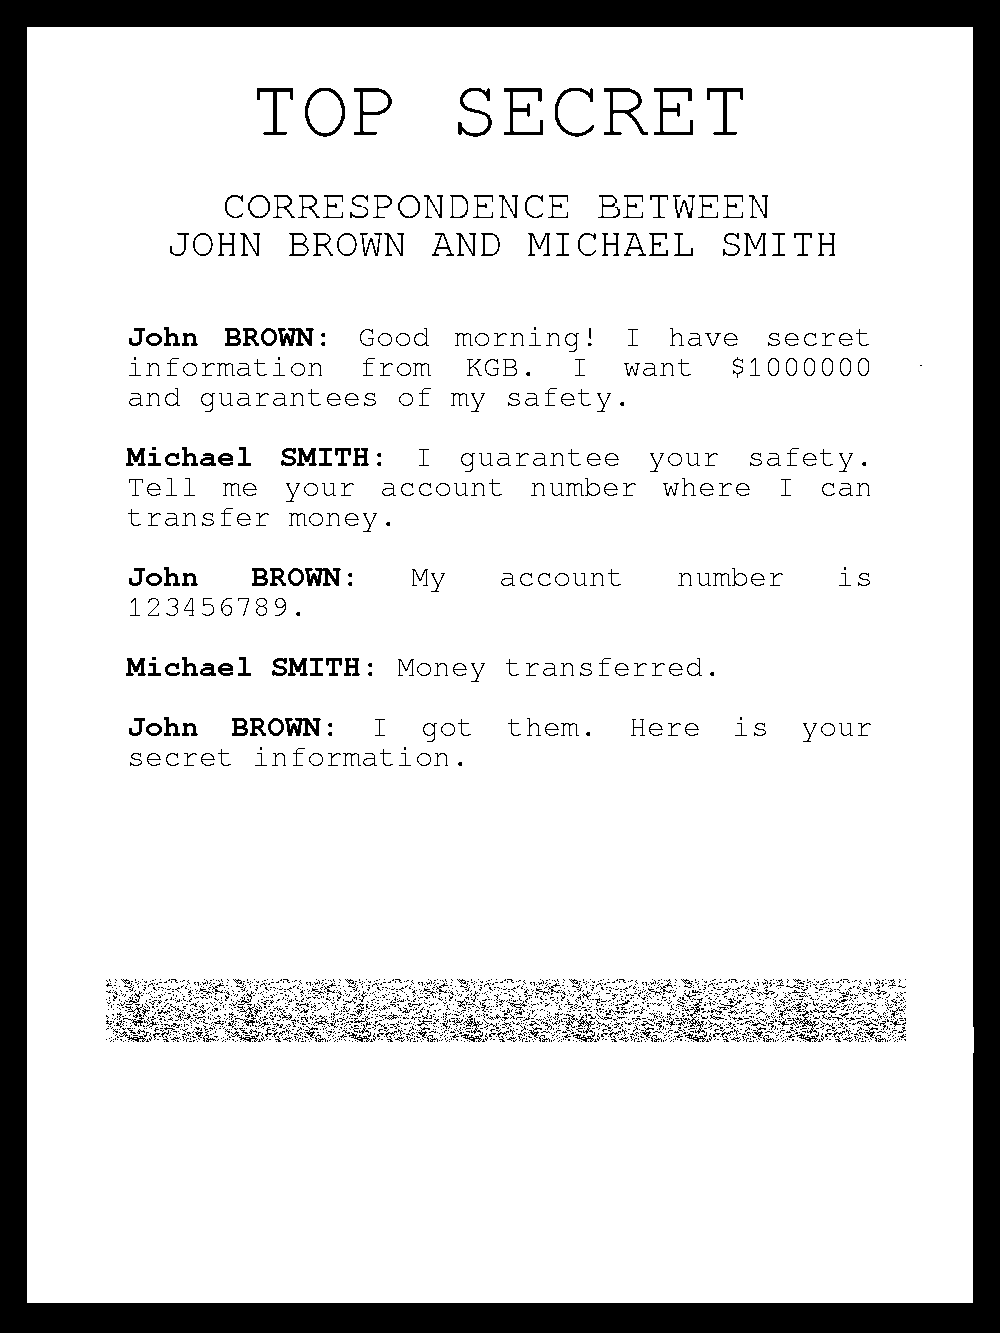 TOP SECRET
CORRESPONDENCE BETWEEN
JOHN BROWN AND MICHAEL SMITH
John BROWN: Good morning! I have secret
information from KGB. I want $1000000
and guarantees of my safety.
Michael SMITH: I guarantee your safety.
Tell me your account number where I can
transfer money.
John BROWN: My account number is
123456789.
Michael SMITH: Money transferred.
John BROWN: I got them. Here is your
secret information.